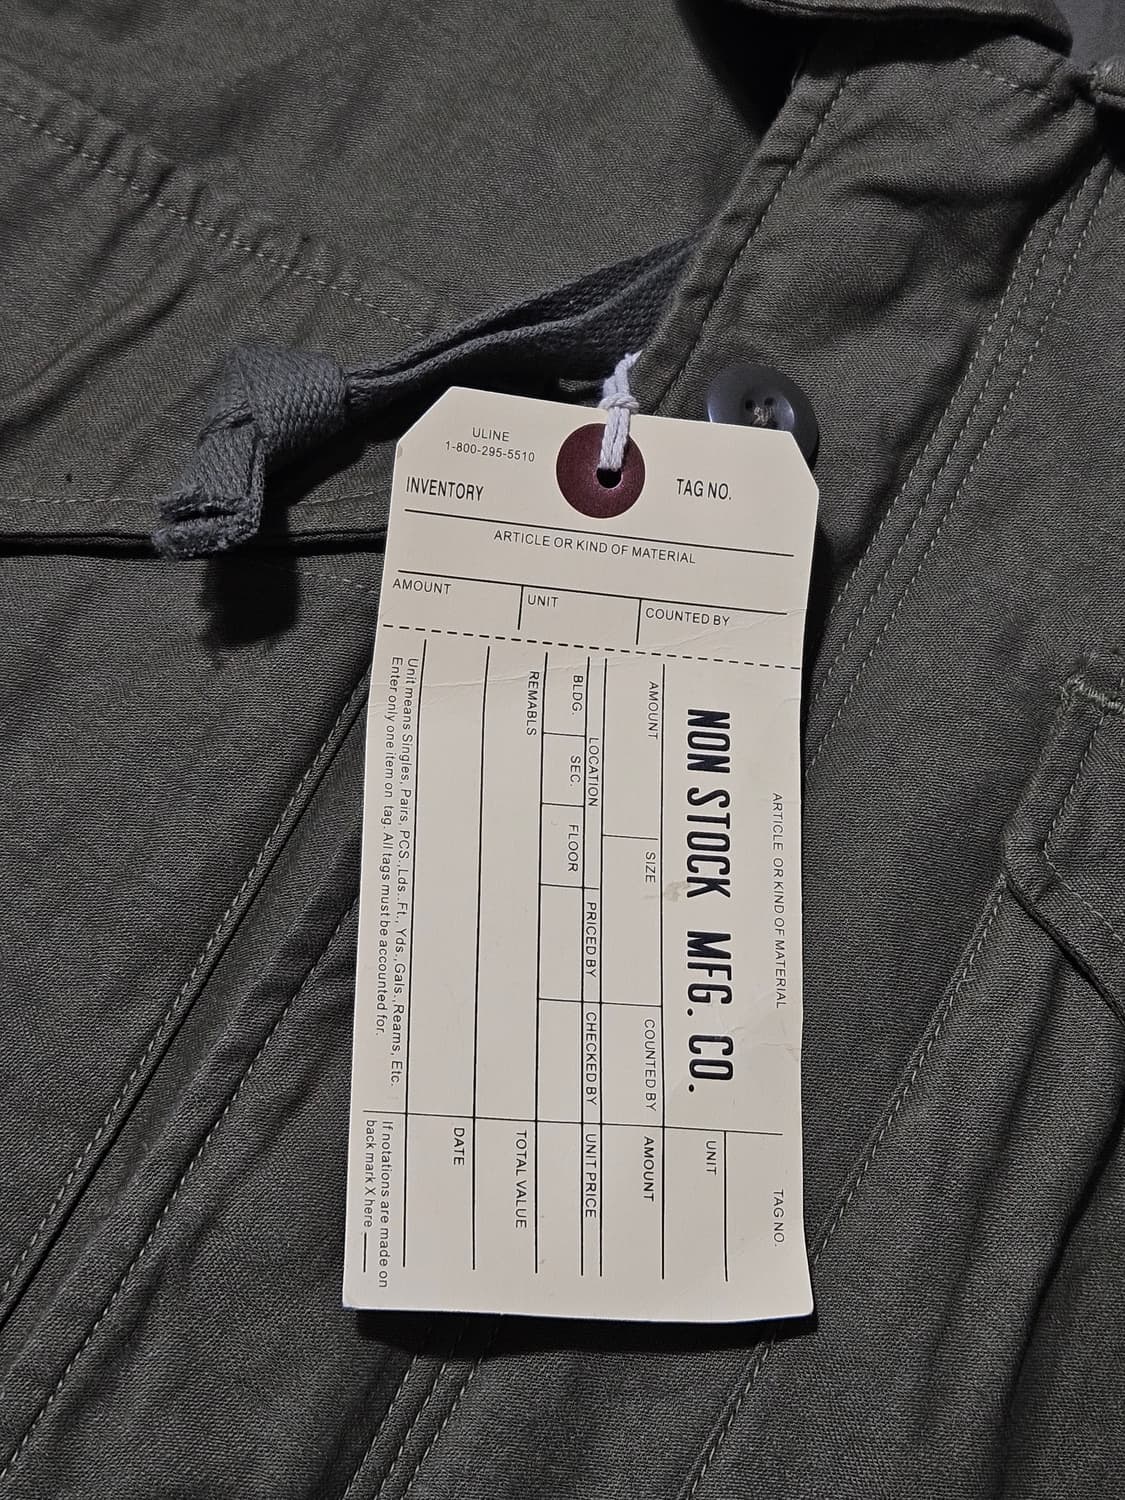 ULINE
1-800-295-5510
INVENTORY TAG NO.
ARTICLE OR KIND OF MATERIAL
AMOUNT UNIT COUNTED BY
ARTICLE OR KIND OF MATERIAL TAG NO.
NON STOCK MFG. CO.
UNIT
AMOUNT SIZE COUNTED BY AMOUNT
LOCATION PRICED BY CHECKED BY UNIT PRICE
BLDG. SEC. FLOOR
REMABLS TOTAL VALUE
DATE
Unit means Singles, Pairs, PCS., Lds., Ft., Yds., Gals., Reams, Etc.
Enter only one item on tag. All tags must be accounted for.
If notations are made on
back mark X here